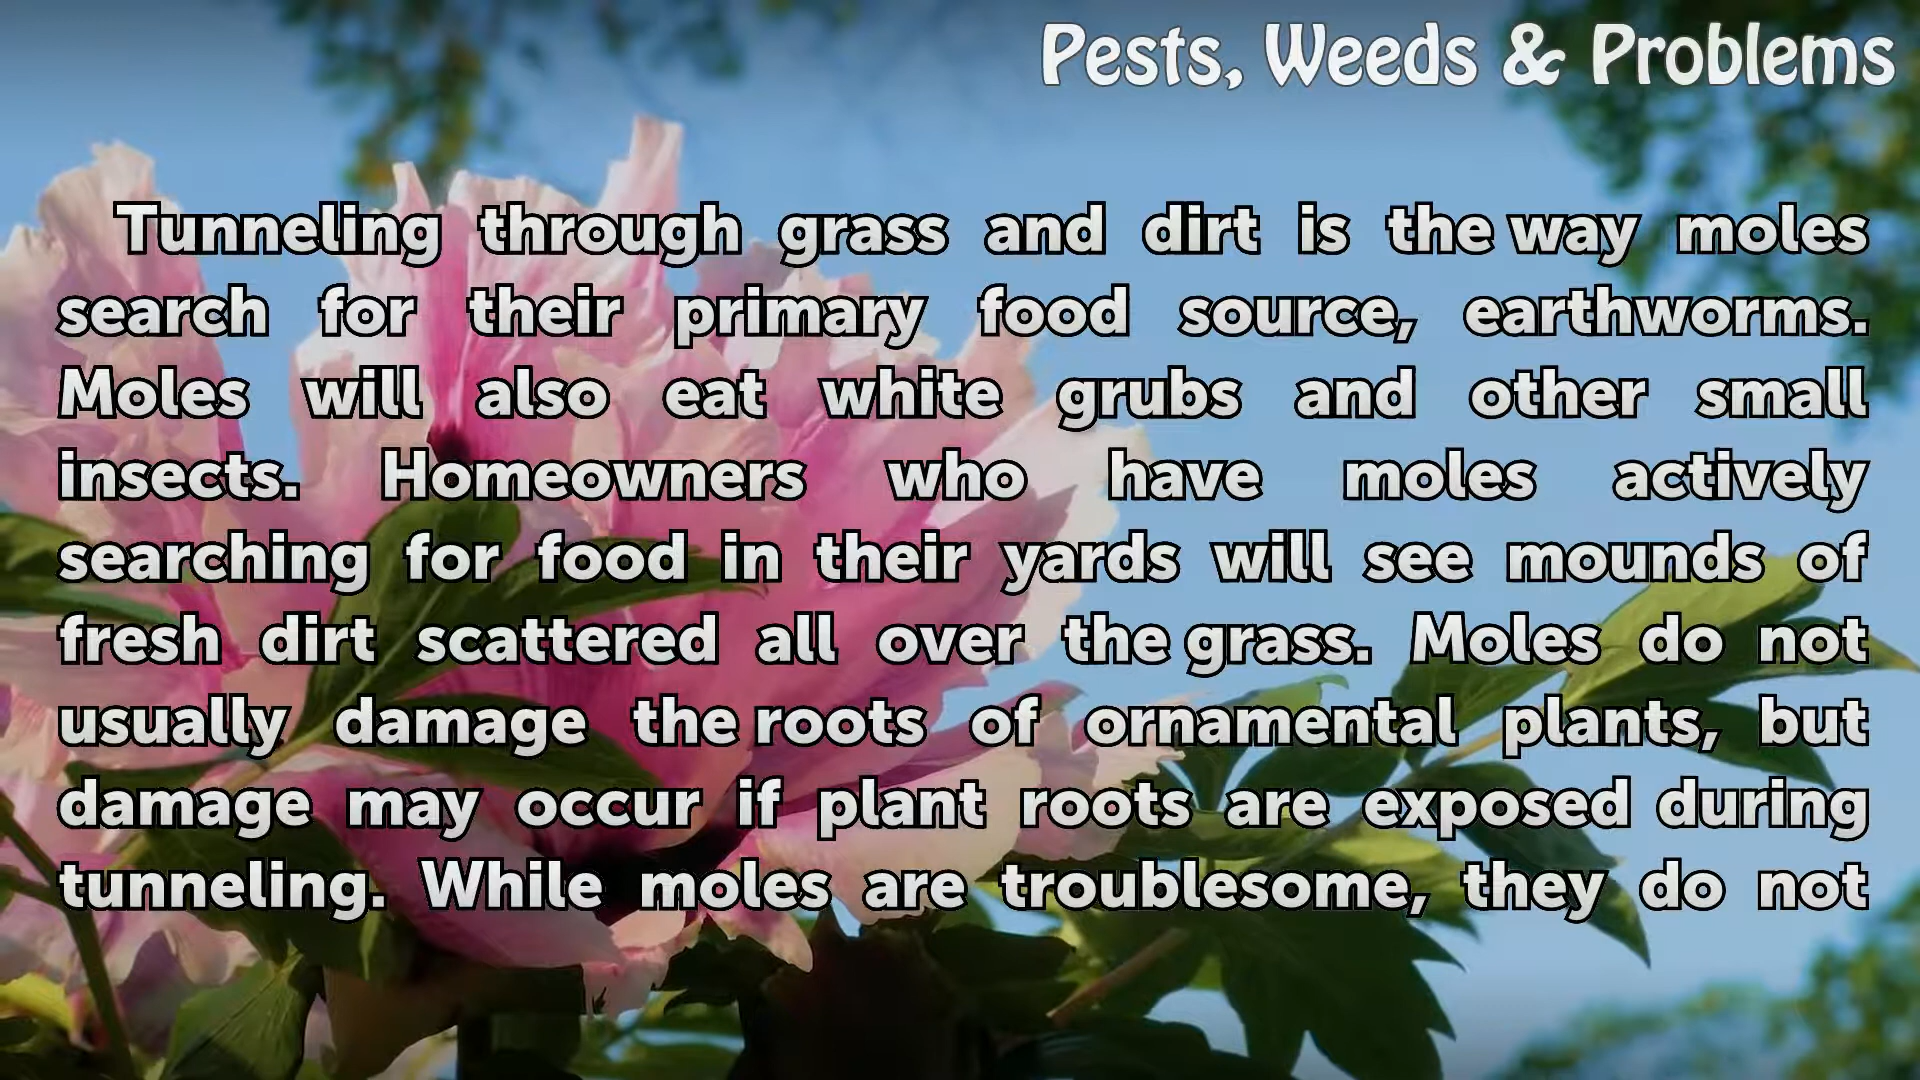 Pests, Weeds & Problems
Tunneling through grass and dirt is the way moles
search for their primary food source, earthworms.
Moles will also eat white grubs and other small
insects. Homeowners who have moles actively
searching for food in their yards will see mounds of
fresh dirt scattered all over the grass. Moles do not
usually damage the roots of ornamental plants, but
damage may occur if plant roots are exposed during
tunneling. While moles are troublesome, they do not